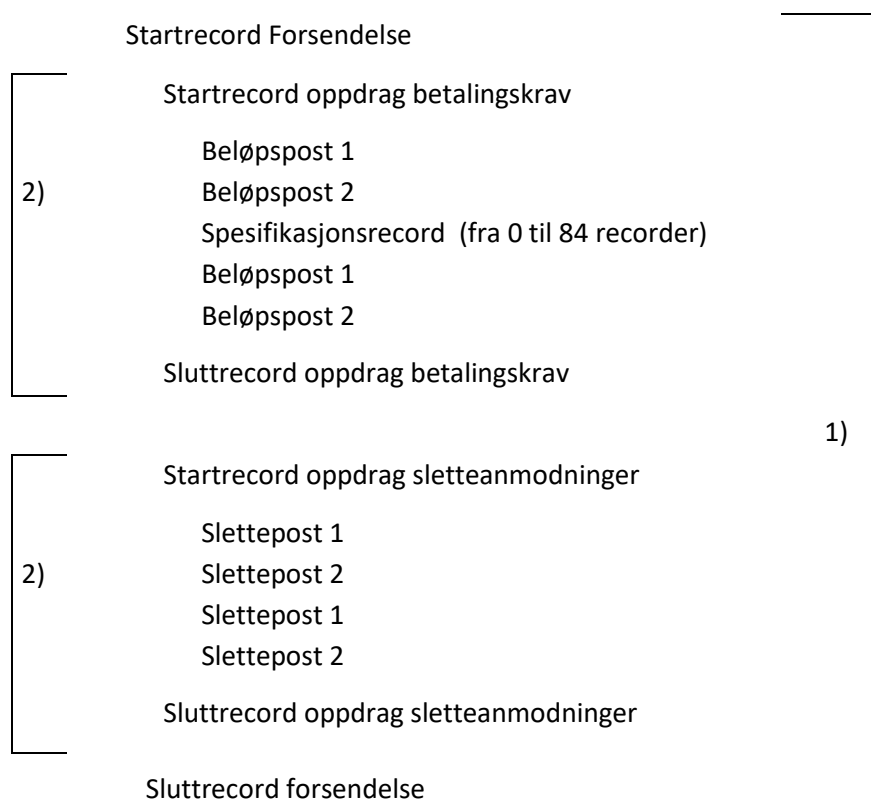 Startrecord Forsendelse
Startrecord oppdrag betalingskrav
Beløpspost 1
2) Beløpspost 2
Spesifikasjonsrecord (fra 0 til 84 recorder)
Beløpspost 1
Beløpspost 2
Sluttrecord oppdrag betalingskrav
1)
Startrecord oppdrag sletteanmodninger
Slettepost 1
2) Slettepost 2
Slettepost 1
Slettepost 2
Sluttrecord oppdrag sletteanmodninger
Sluttrecord forsendelse